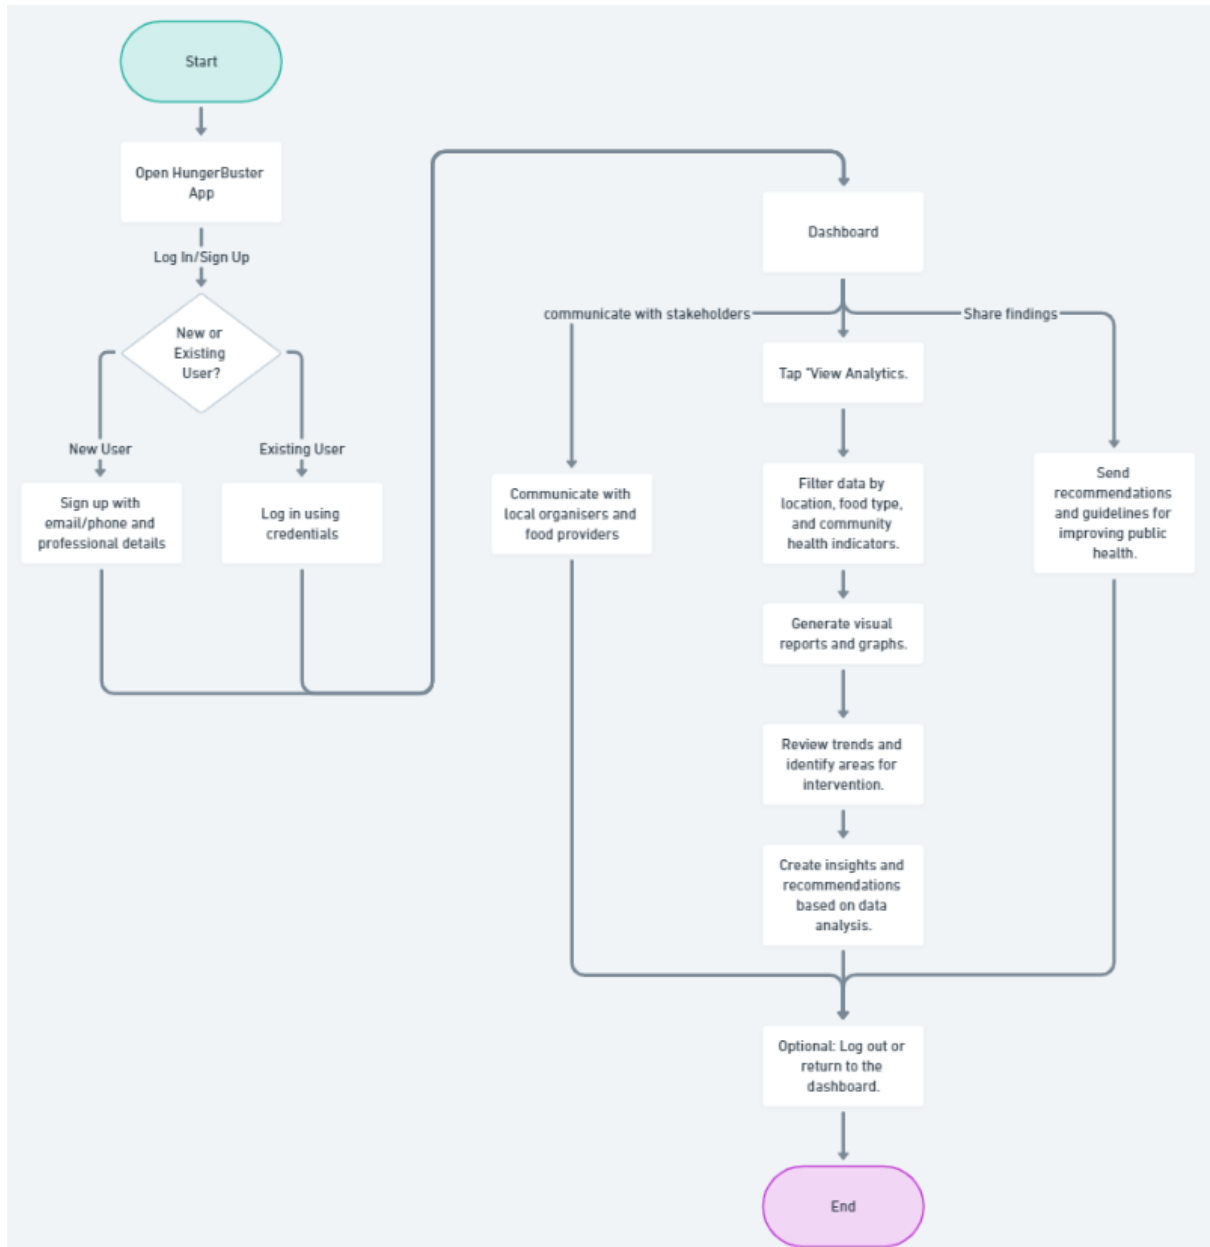 Start
Open HungerBuster
App
Log In/Sign Up
New or
Existing
User?
New User
Existing User
Sign up with
email/phone and
professional details
Log in using
credentials
Dashboard
communicate with stakeholders
Share findings
Tap "View Analytics.
Communicate with
local organisers and
food providers
Filter data by
location, food type,
and community
health indicators.
Send
recommendations
and guidelines for
improving public
health.
Generate visual
reports and graphs.
Review trends and
identify areas for
intervention.
Create insights and
recommendations
based on data
analysis.
Optional: Log out or
return to the
dashboard.
End